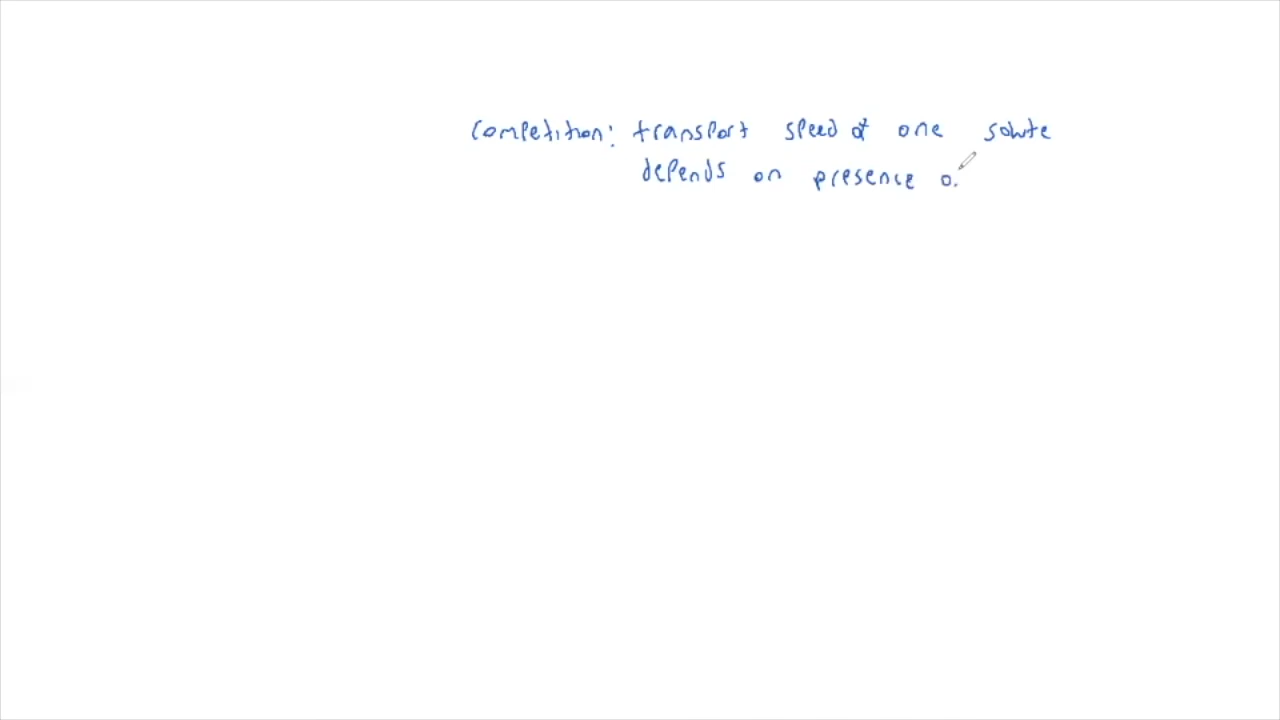 Competition: transport speed of one solute
depends on presence o